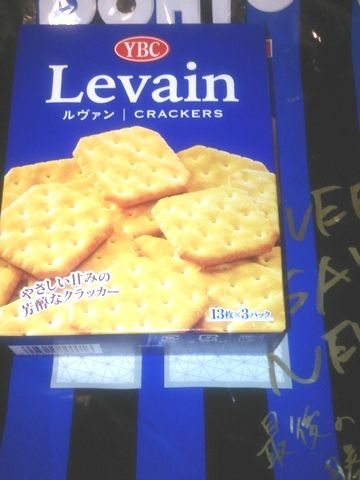 YBC
Levain
ルヴァン | CRACKERS
やさしい甘みの
芳醇なクラッカー
13枚×3パック
最後の